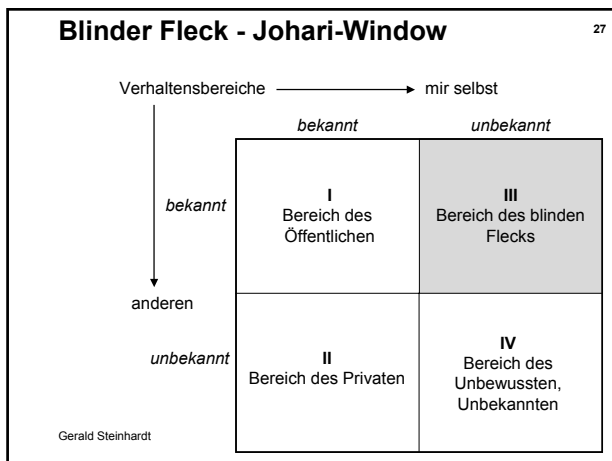 Blinder Fleck - Johari-Window
27
Verhaltensbereiche
mir selbst
bekannt
unbekannt
bekannt
I
Bereich des
Öffentlichen
III
Bereich des blinden
Flecks
anderen
unbekannt
II
Bereich des Privaten
IV
Bereich des
Unbewussten,
Unbekannten
Gerald Steinhardt